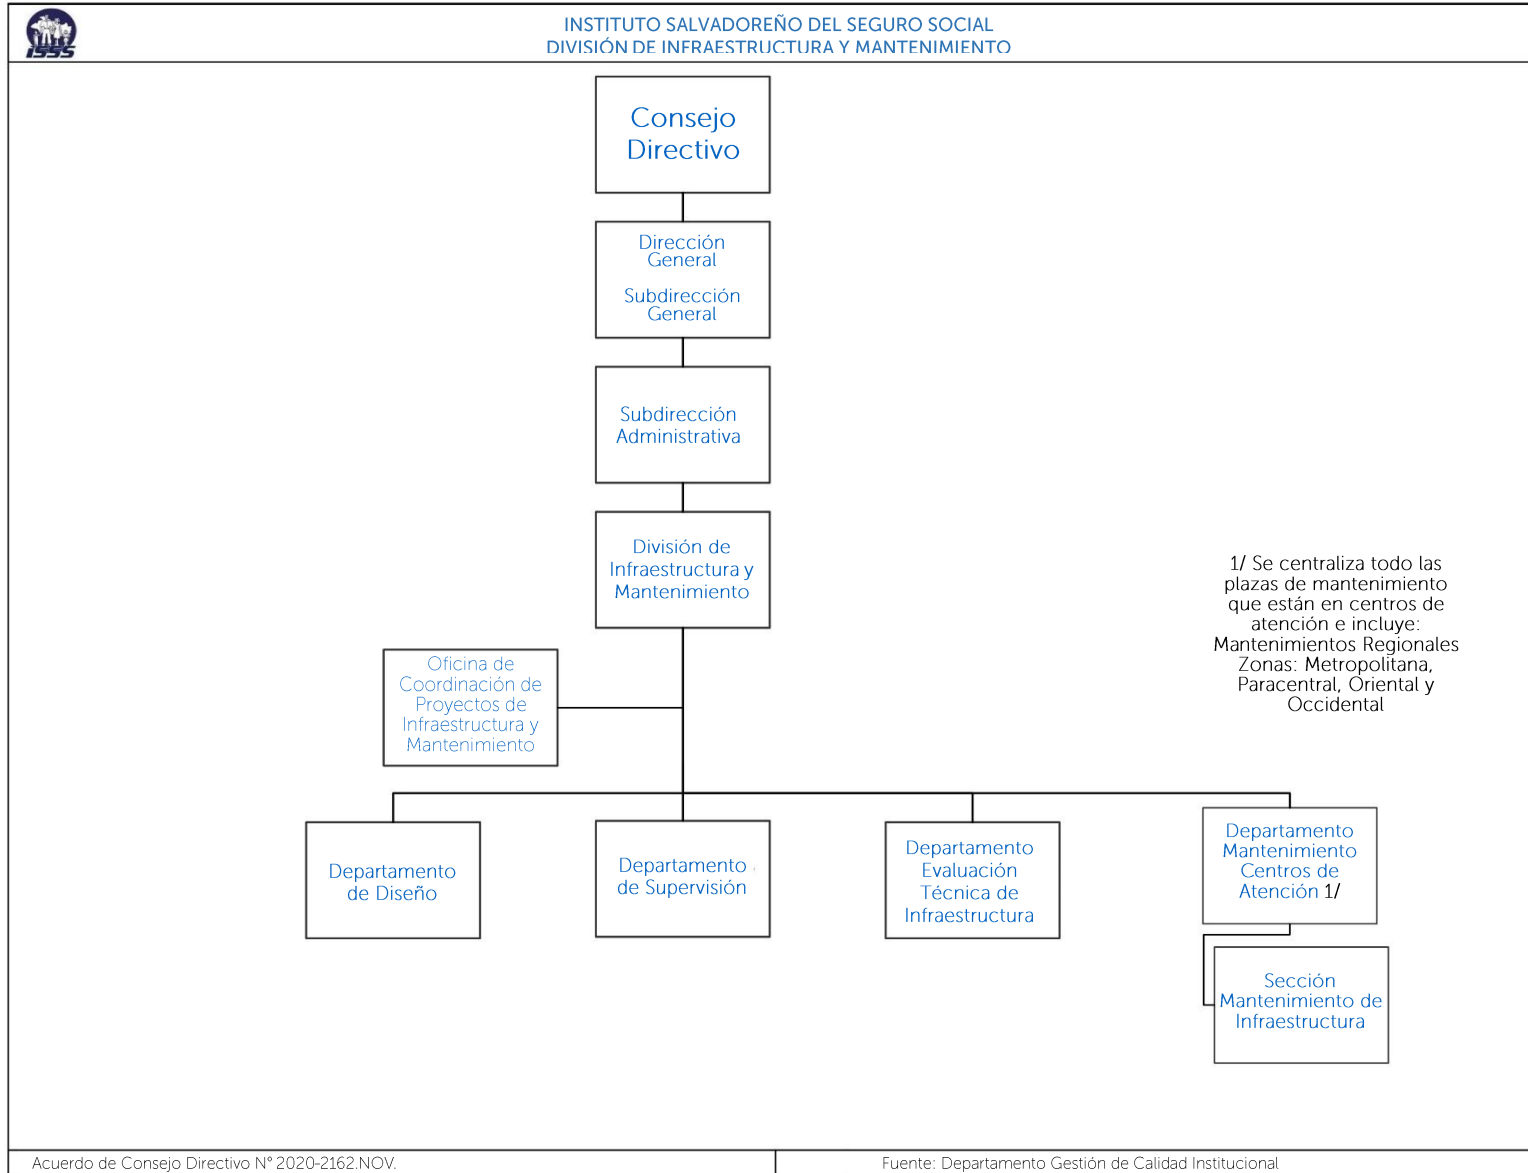 ISSS
INSTITUTO SALVADOREÑO DEL SEGURO SOCIAL
DIVISIÓN DE INFRAESTRUCTURA Y MANTENIMIENTO
Consejo
Directivo
Dirección
General
Subdirección
General
Subdirección
Administrativa
División de
Infraestructura y
Mantenimiento
1/ Se centraliza todo las
plazas de mantenimiento
que están en centros de
atención e incluye:
Mantenimientos Regionales
Zonas: Metropolitana,
Paracentral, Oriental y
Occidental
Oficina de
Coordinación de
Proyectos de
Infraestructura y
Mantenimiento
Departamento
de Diseño
Departamento
de Supervisión
Departamento
Evaluación
Técnica de
Infraestructura
Departamento
Mantenimiento
Centros de
Atención 1/
Sección
Mantenimiento de
Infraestructura
Acuerdo de Consejo Directivo N° 2020-2162.NOV.
Fuente: Departamento Gestión de Calidad Institucional